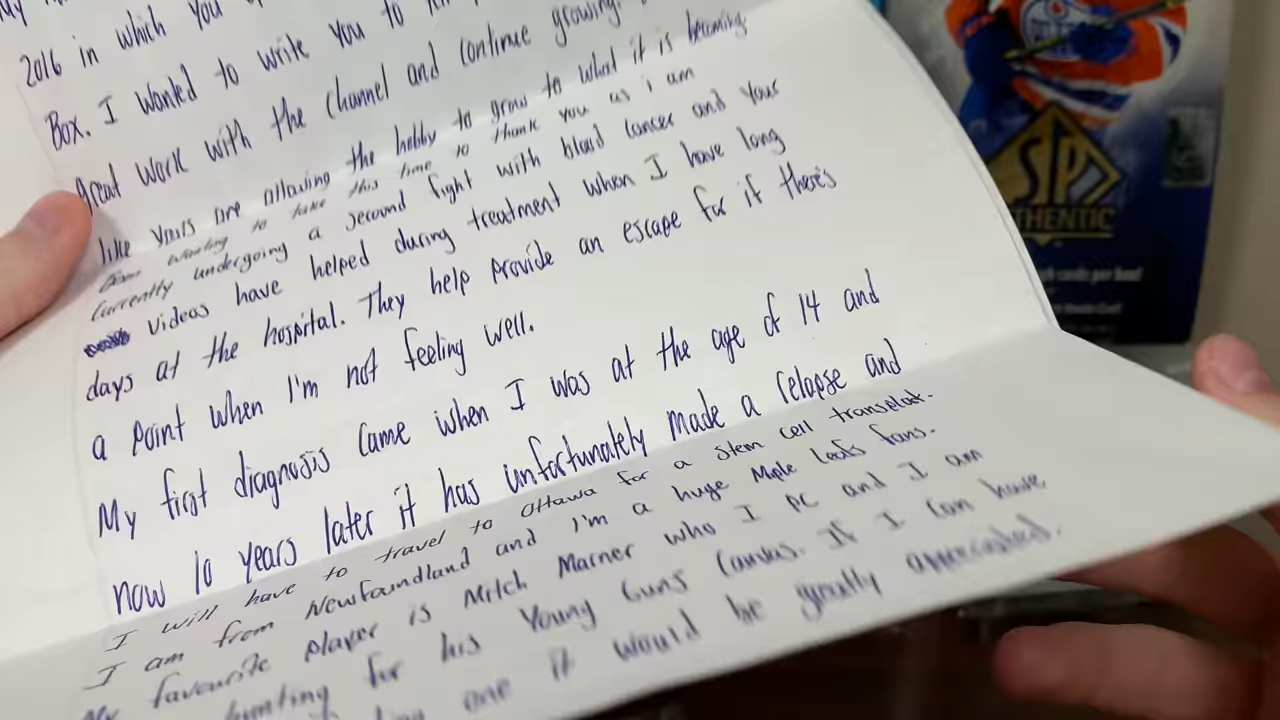 2016 in which you
Box. I wanted to write you to
great work with the channel and continue growing.
like yours are allowing the hobby to grow to what it is becoming
Been wanting to take this time to thank you as i am
Currently undergoing a second fight with blood cancer and your
videos have helped during treatment when I have long
days at the hospital. They help provide an escape for if there's
a point when I'm not feeling well.
My first diagnosis came when I was at the age of 14 and
now 10 years later it has unfortunately made a relapse and
I will have to travel to Ottawa for a stem cell transplat.
I am from Newfoundland and I'm a huge Maple Leafs fans.
My favourite player is Mitch Marner who I PC and I am
hunting for his Young Guns Canvas. If I can have
one it would be greatly appreciated.
SP
AUTHENTIC